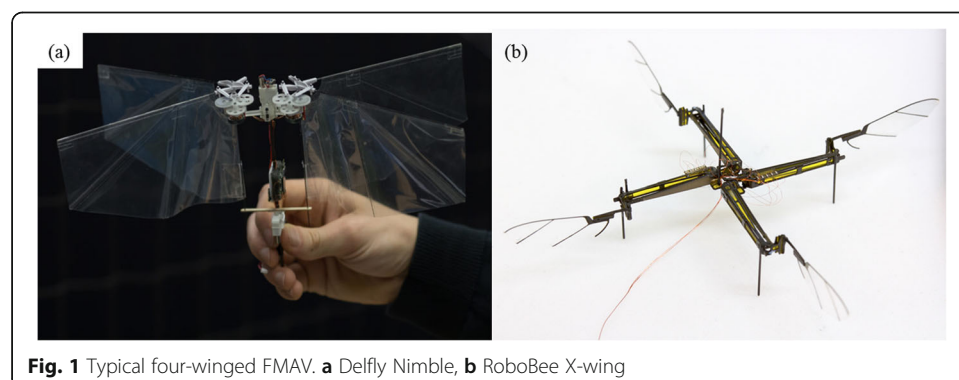 (a)
(b)
Fig. 1 Typical four-winged FMAV. a Delfly Nimble, b RoboBee X-wing